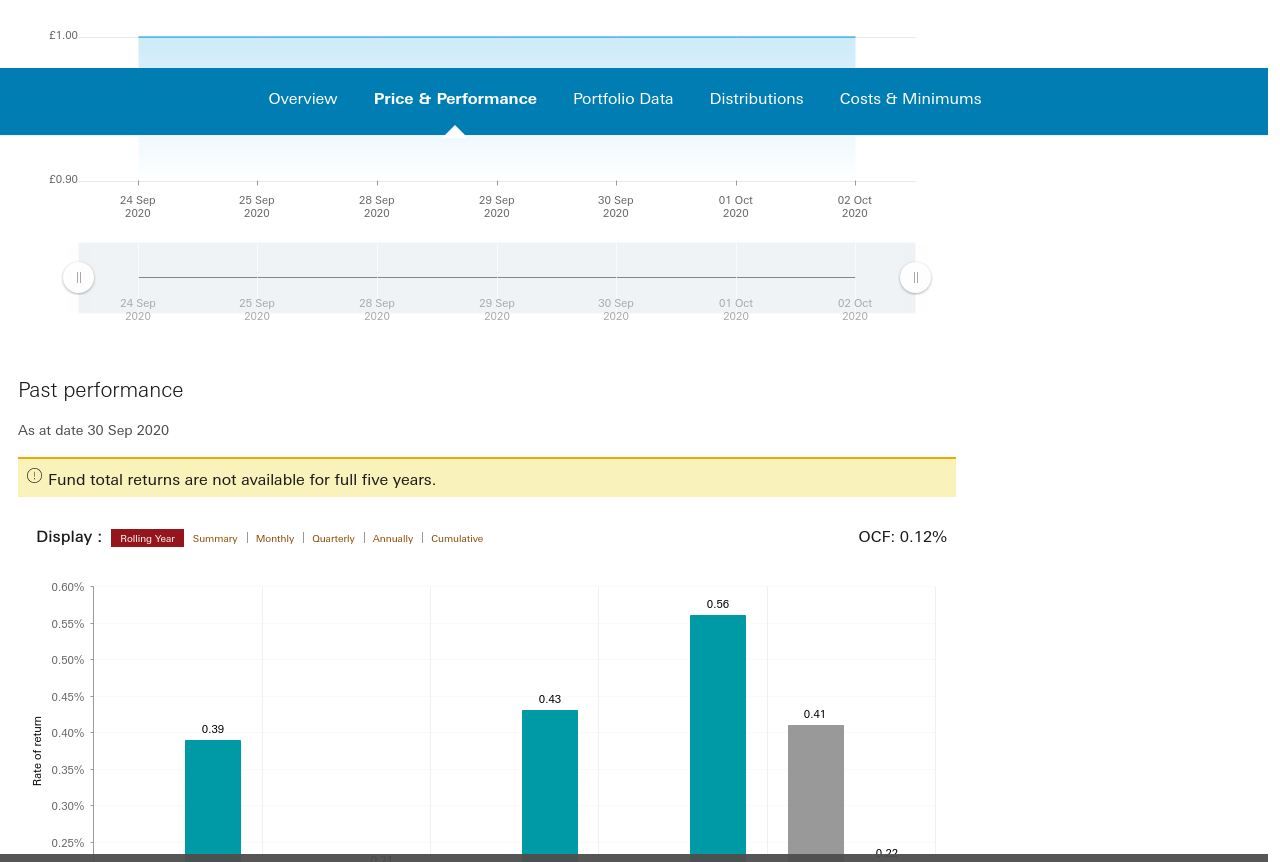 £1.00
Overview Price & Performance Portfolio Data Distributions Costs & Minimums
£0.90
24 Sep 2020 25 Sep 2020 28 Sep 2020 29 Sep 2020 30 Sep 2020 01 Oct 2020 02 Oct 2020
24 Sep 2020 25 Sep 2020 28 Sep 2020 29 Sep 2020 30 Sep 2020 01 Oct 2020 02 Oct 2020
Past performance
As at date 30 Sep 2020
Fund total returns are not available for full five years.
Display : Rolling Year Summary Monthly Quarterly Annually Cumulative OCF: 0.12%
0.60%
0.56
0.55%
0.50%
0.45%
0.43
0.41
0.40%
0.39
Rate of return
0.35%
0.30%
0.25%
0.22